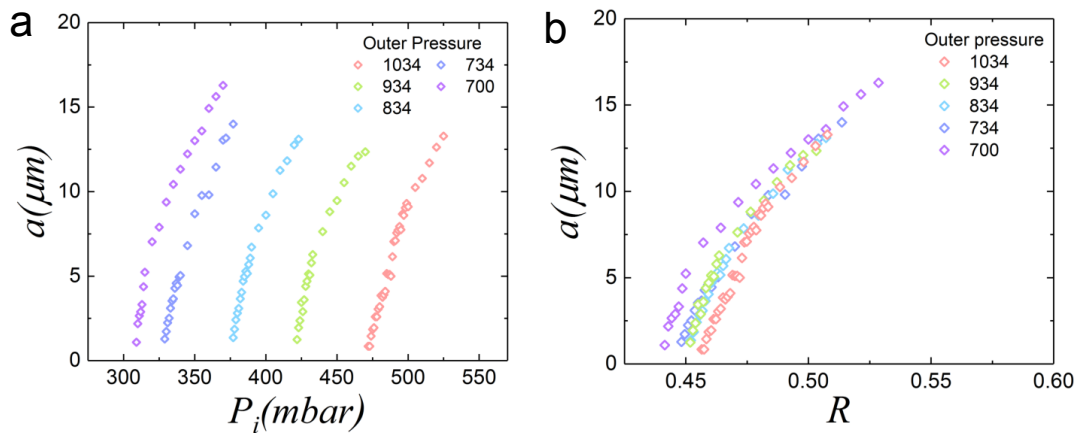 a
20
15
10
5
0
a(μm)
Outer Pressure
1034 734
934 700
834
300 350 400 450 500
P_i(mbar)
b
20
15
10
5
0
a(μm)
Outer pressure
1034
934
834
734
700
0.45 0.50 0.55 0.60
R